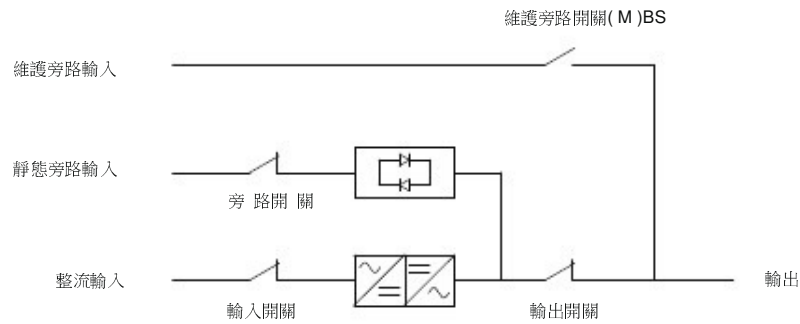 維護旁路開關( M )BS
維護旁路輸入
靜態旁路輸入
旁 路開 關
整流輸入
輸出
輸入開關
輸出開關